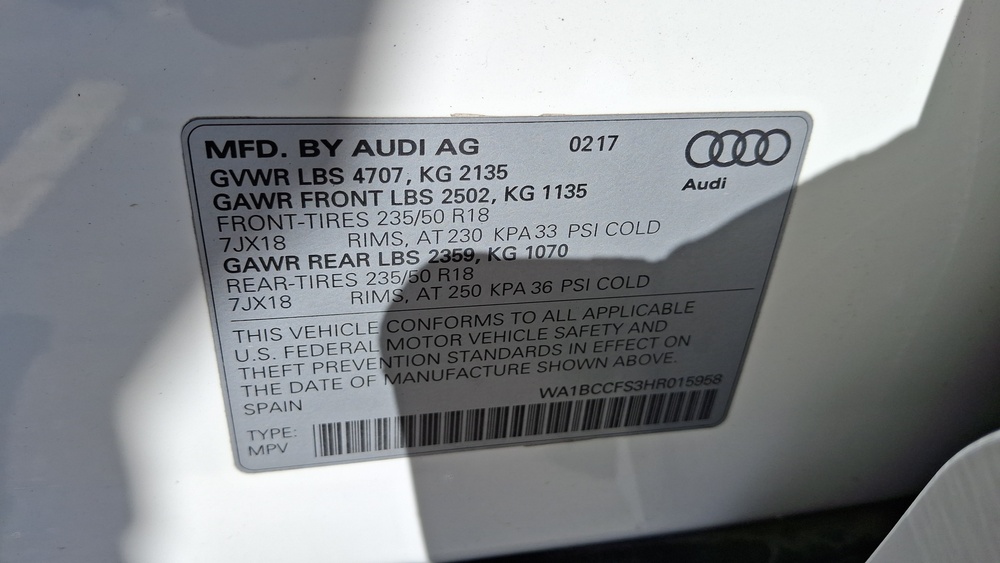 MFD. BY AUDI AG 0217
GVWR LBS 4707, KG 2135
GAWR FRONT LBS 2502, KG 1135
Audi
FRONT-TIRES 235/50 R18
7JX18 RIMS, AT 230 KPA 33 PSI COLD
GAWR REAR LBS 2359, KG 1070
REAR-TIRES 235/50 R18
7JX18 RIMS, AT 250 KPA 36 PSI COLD
THIS VEHICLE CONFORMS TO ALL APPLICABLE
U.S. FEDERAL MOTOR VEHICLE SAFETY AND
THEFT PREVENTION STANDARDS IN EFFECT ON
THE DATE OF MANUFACTURE SHOWN ABOVE.
SPAIN WA1BCCFS3HR015958
TYPE:
MPV